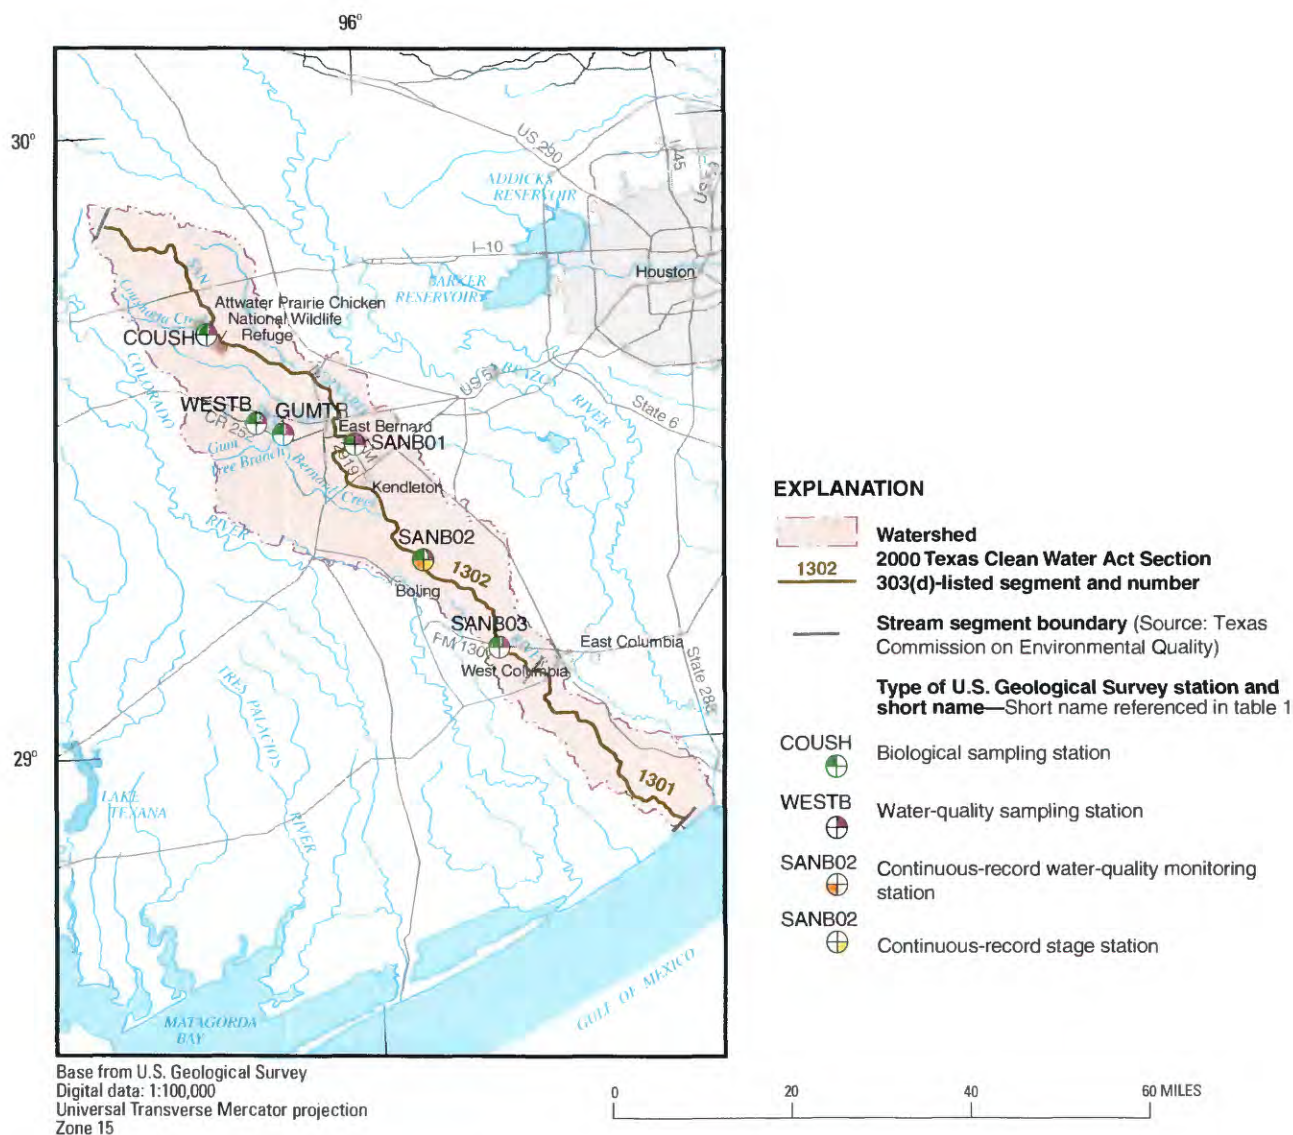 96°
30°
US 290
I-45
ADDICKS
RESERVOIR
I-10
Houston
BARKER
RESERVOIR
SAN
Coushatta Cr
Attwater Prairie Chicken
National Wildlife
Refuge
COUSH
COLORADO
BRAZOS
RIVER
State 6
WESTB
GUMTR
CR 252
East Bernard
SANB01
FM
2919
Gum
Tree Branch
Bernard Creek
Kendleton
RIVER
SANB02
1302
Boling
SANB03
FM 130
East Columbia
West Columbia
State 288
TRES PALACIOS
RIVER
29°
1301
LAKE
TEXANA
MATAGORDA
BAY
GULF OF MEXICO
EXPLANATION
Watershed
1302
2000 Texas Clean Water Act Section
303(d)-listed segment and number
Stream segment boundary (Source: Texas
Commission on Environmental Quality)
Type of U.S. Geological Survey station and
short name—Short name referenced in table 1
COUSH
Biological sampling station
WESTB
Water-quality sampling station
SANB02
Continuous-record water-quality monitoring
station
SANB02
Continuous-record stage station
Base from U.S. Geological Survey
Digital data: 1:100,000
Universal Transverse Mercator projection
Zone 15
0 20 40 60 MILES